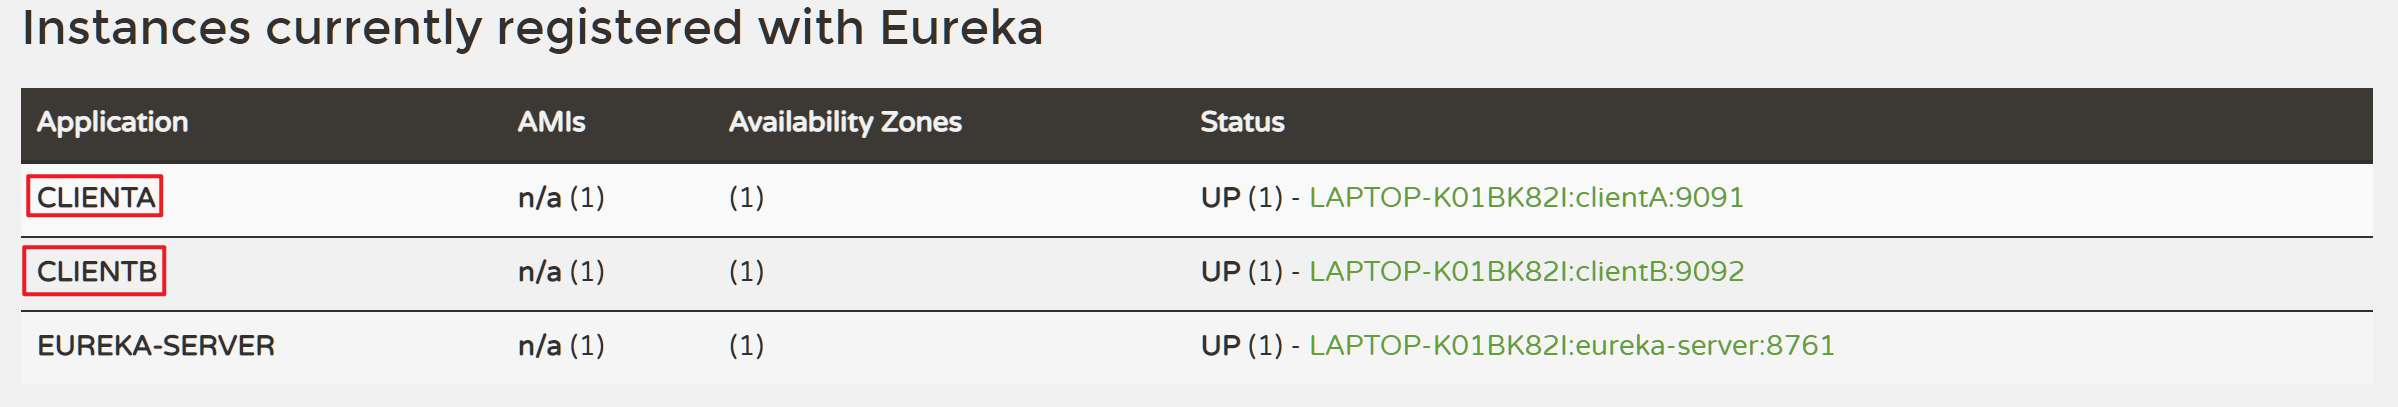 Instances currently registered with Eureka
Application AMIs Availability Zones Status
CLIENTA n/a (1) (1) UP (1) - LAPTOP-K01BK82I:clientA:9091
CLIENTB n/a (1) (1) UP (1) - LAPTOP-K01BK82I:clientB:9092
EUREKA-SERVER n/a (1) (1) UP (1) - LAPTOP-K01BK82I:eureka-server:8761